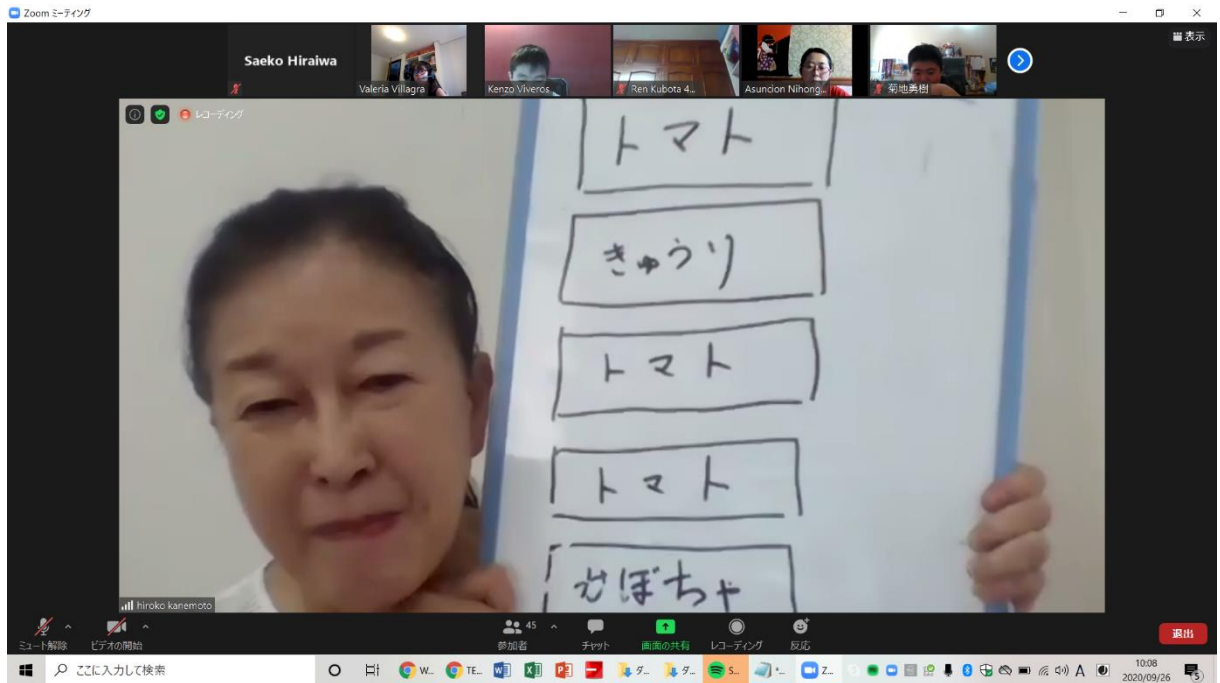 Zoom ミーティング
表示
Saeko Hiraiwa
Valeria Villagra
Kenzo Viveros
Ren Kubota 4...
Asuncion Nihong...
菊地勇樹
レコーディング
トマト
きゅうり
トマト
トマト
ぼちゃ
hiroko kanemoto
ミュート解除
ビデオの開始
45
参加者
チャット
画面の共有
レコーディング
反応
退出
ここに入力して検索
W...
TE...
ダ...
ダ...
S...
^...
Z...
A
10:08
2020/09/26
5